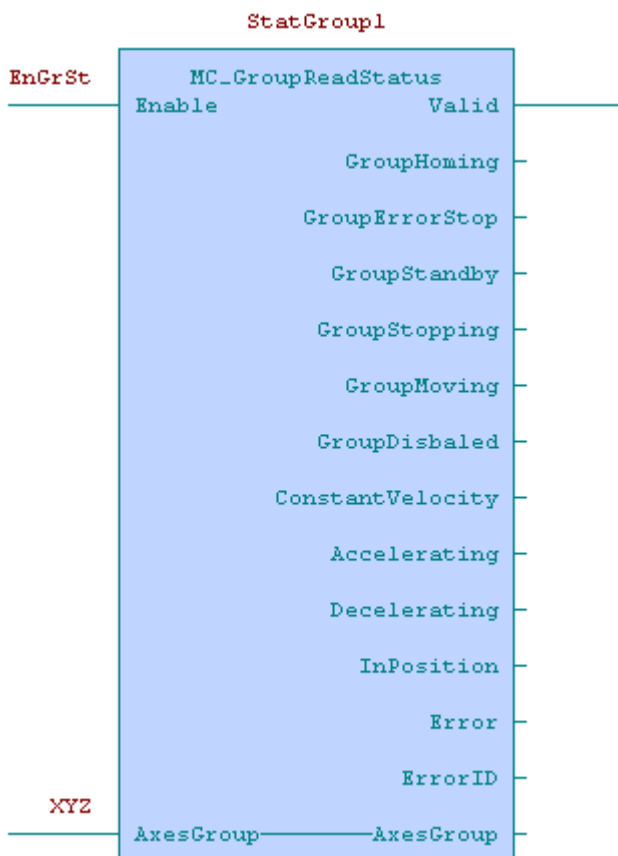 StatGroup1
EnGrSt MC_GroupReadStatus
Enable Valid
GroupHoming
GroupErrorStop
GroupStandby
GroupStopping
GroupMoving
GroupDisbaled
ConstantVelocity
Accelerating
Decelerating
InPosition
Error
ErrorID
XYZ
AxesGroup AxesGroup